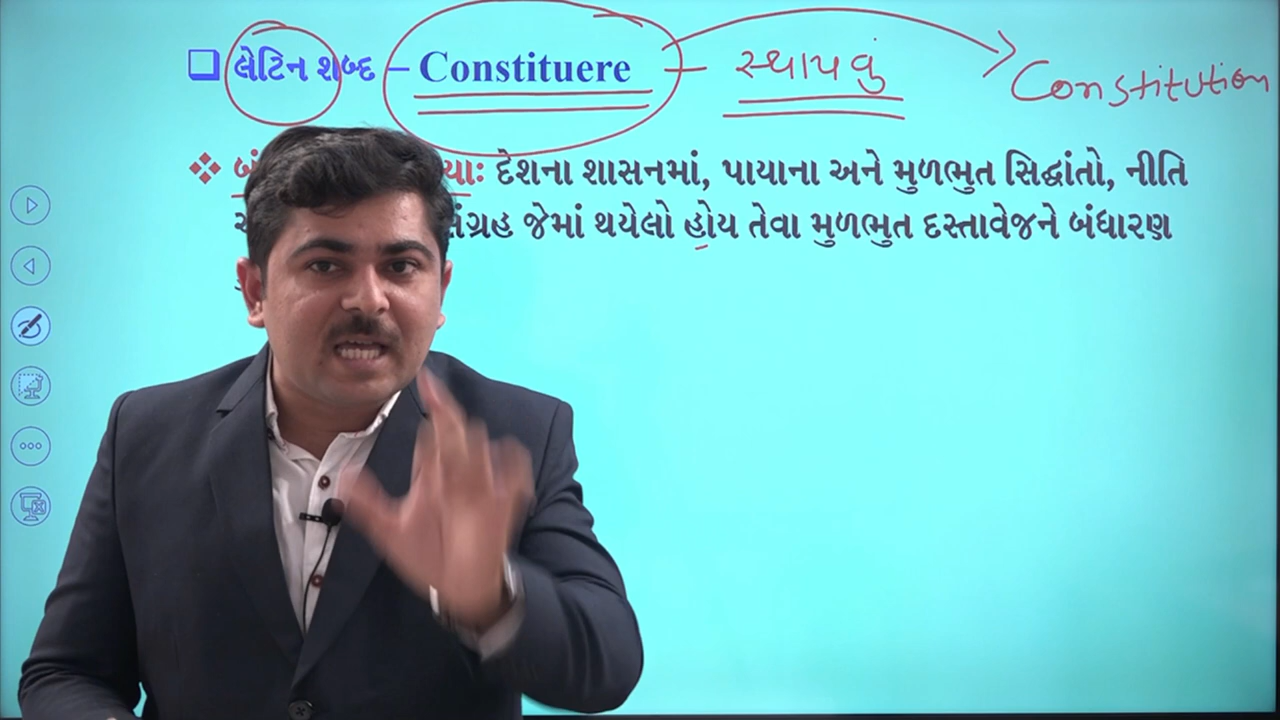 લેટિન શબ્દ – Constituere – સ્થાપવું Constitution
દેશના શાસનમાં, પાયાના અને મુળભુત સિદ્ધાંતો, નીતિ
સંગ્રહ જેમાં થયેલો હોય તેવા મુળભુત દસ્તાવેજને બંધારણ